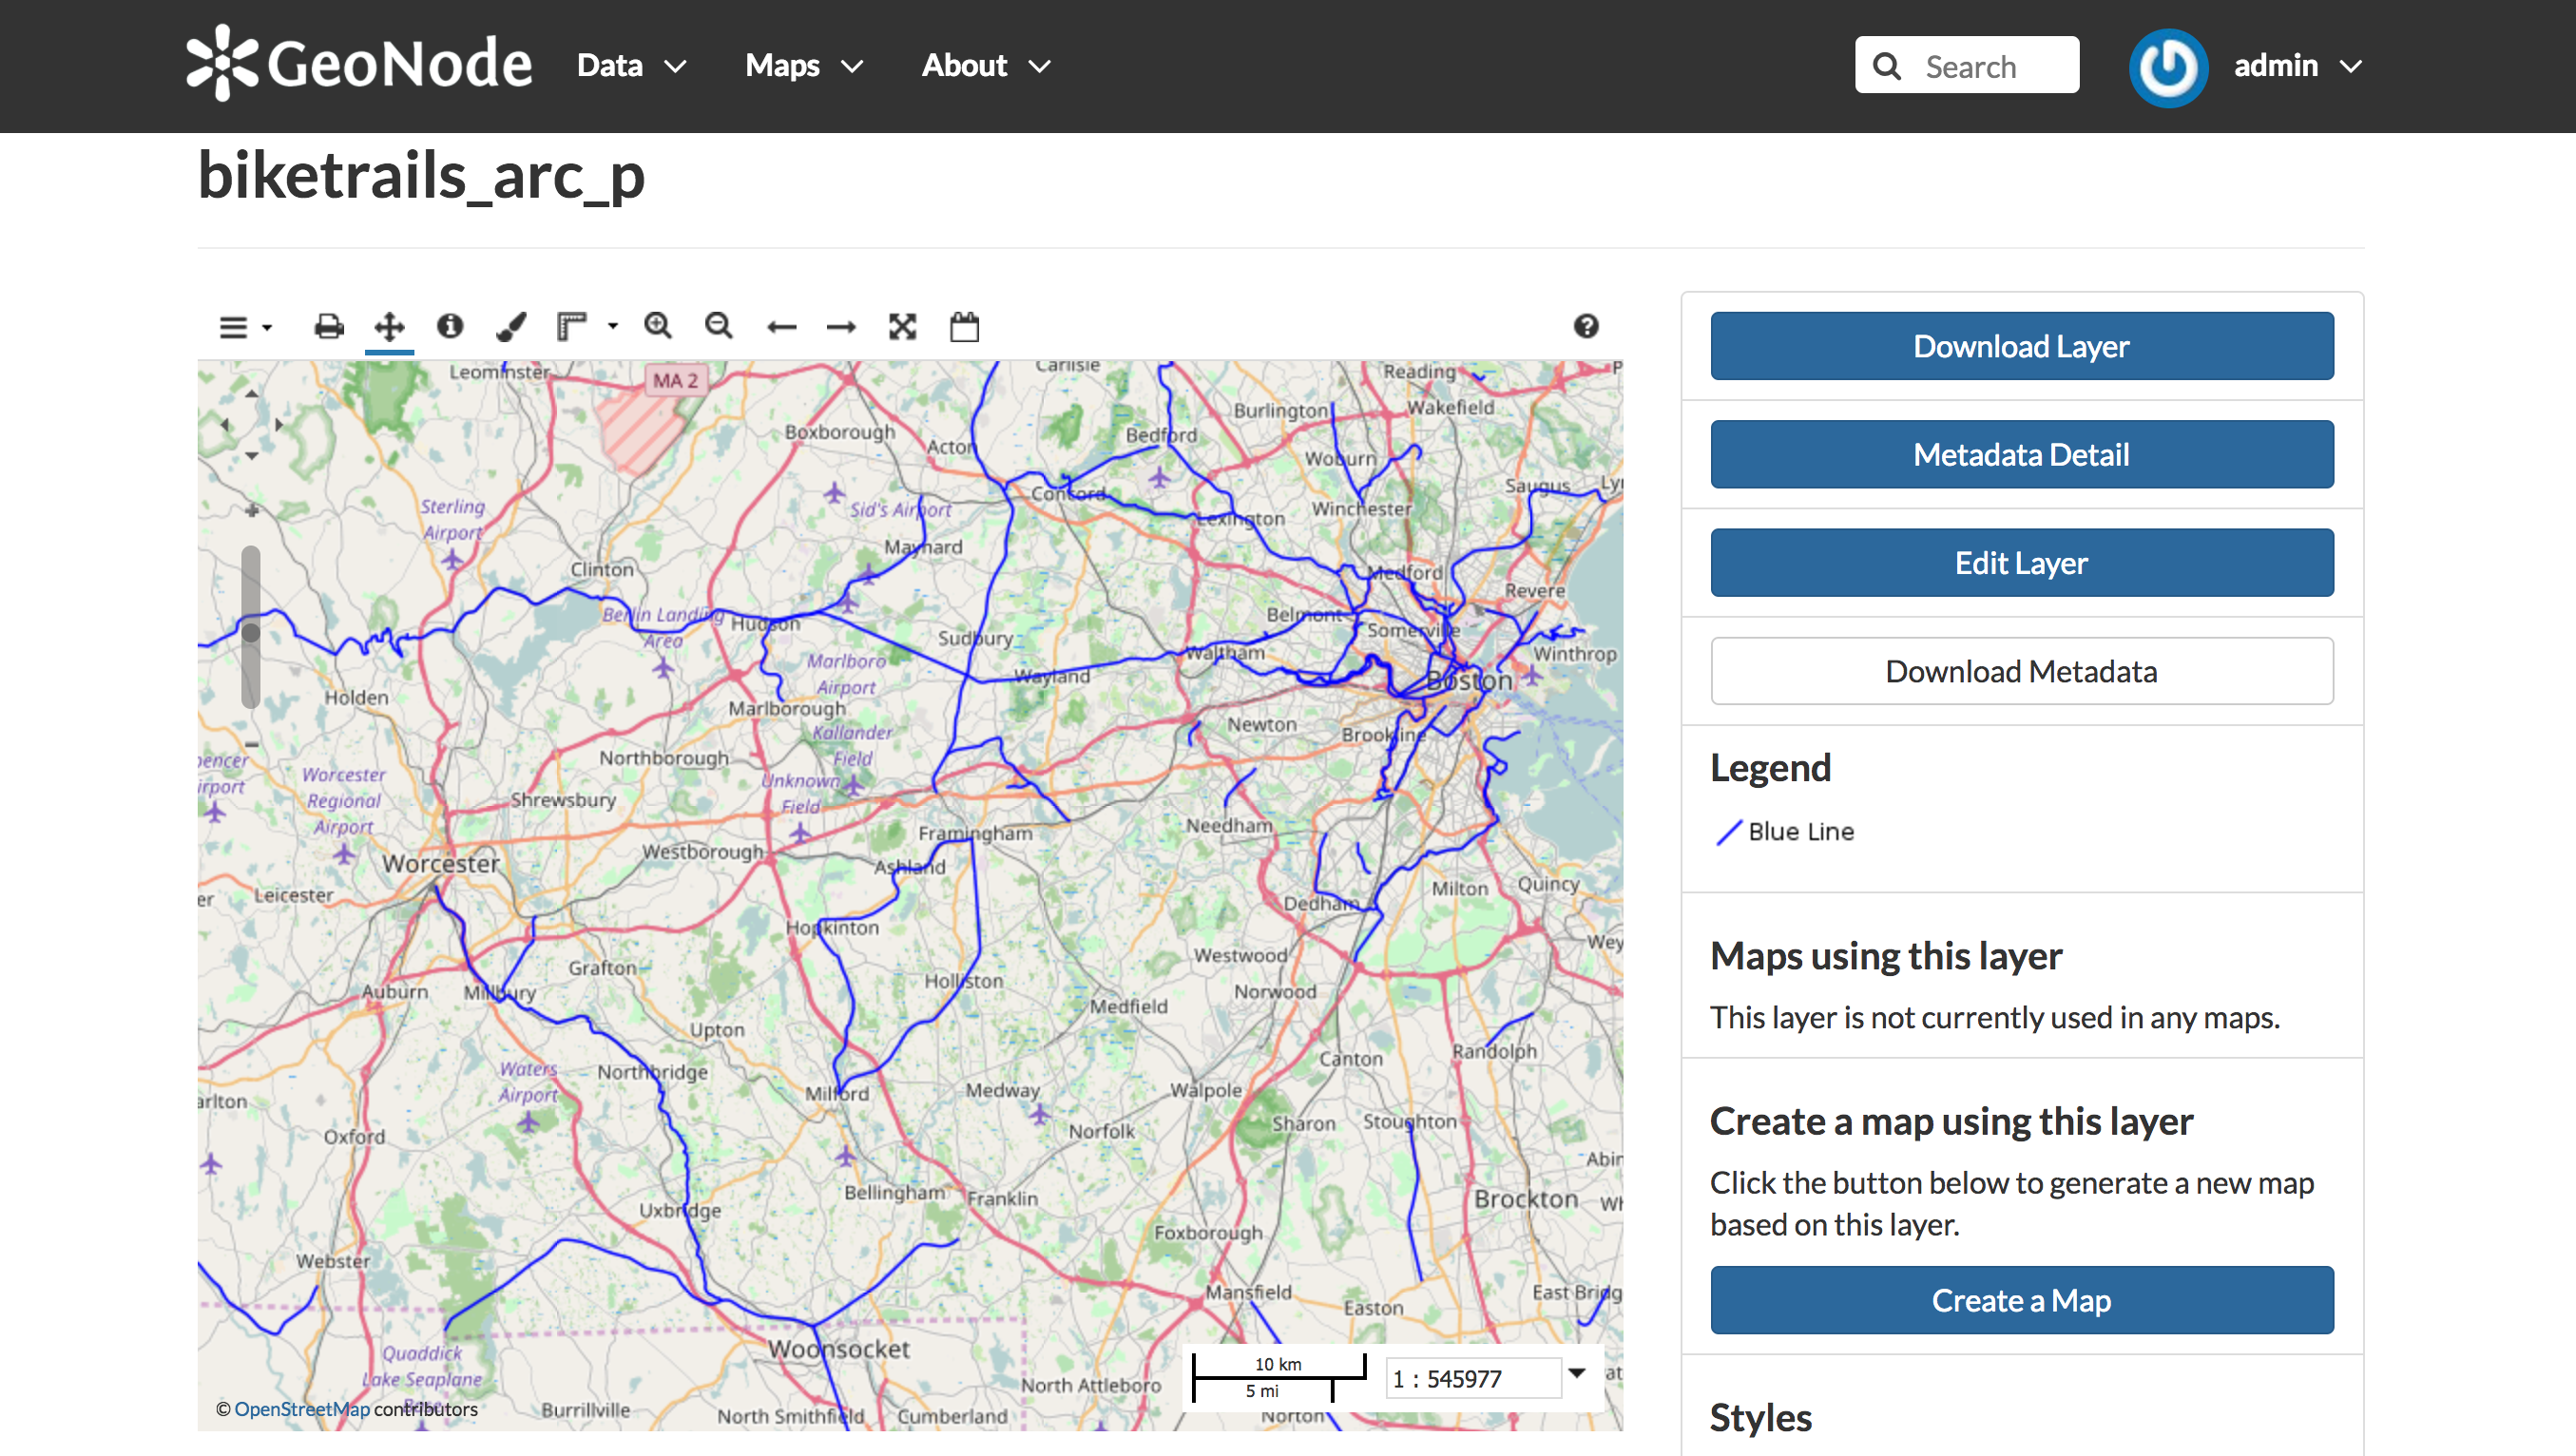 GeoNode
Data
Maps
About
Search
admin
biketrails_arc_p
Download Layer
Metadata Detail
Edit Layer
Download Metadata
Legend
Blue Line
Maps using this layer
This layer is not currently used in any maps.
Create a map using this layer
Click the button below to generate a new map
based on this layer.
Create a Map
Styles
Leominster
MA 2
Carlisle
Reading
Boxborough
Acton
Bedford
Burlington
Wakefield
Woburn
Sterling
Airport
Sid's Airport
Concord
Lexington
Winchester
Saugus
Maynard
Clinton
Medford
Revere
Berlin Landing
Area
Hudson
Sudbury
Belmont
Somerville
Waltham
Winthrop
Marlboro
Airport
Wayland
Boston
Holden
Marlborough
Newton
Brookline
Kallander
Field
Northborough
Unknown
Field
Worcester
Regional
Airport
Shrewsbury
Framingham
Needham
Westborough
Ashland
Worcester
Leicester
Milton
Quincy
Dedham
Hopkinton
Westwood
Grafton
Holliston
Norwood
Auburn
Millbury
Medfield
Upton
Randolph
Canton
Waters
Airport
Northbridge
Milford
Medway
Walpole
arlton
Oxford
Norfolk
Sharon
Stoughton
Bellingham
Franklin
Brockton
Uxbridge
Foxborough
Webster
Mansfield
Easton
East Bridg
Woonsocket
Quaddick
Lake Seaplane
North Attleboro
Burrillville
North Smithfield
Cumberland
Norton
10 km
5 mi
1 : 545977
© OpenStreetMap contributors